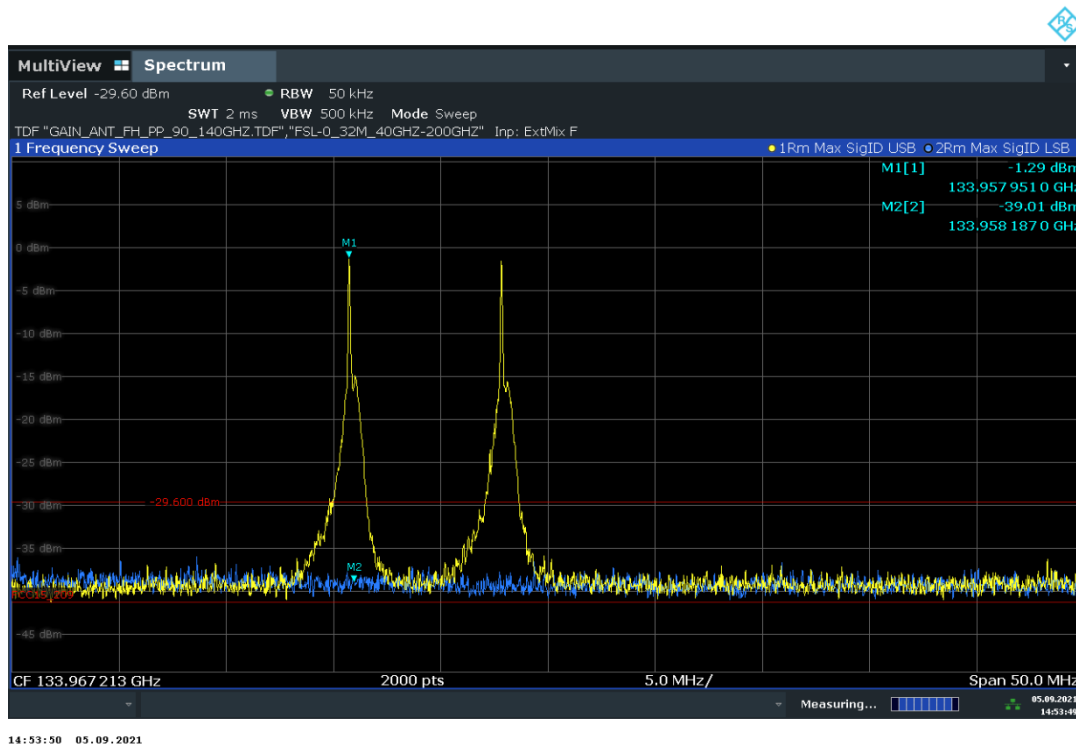 RS
MultiView Spectrum
Ref Level -29.60 dBm RBW 50 kHz
SWT 2 ms VBW 500 kHz Mode Sweep
TDF "GAIN_ANT_FH_PP_90_140GHZ.TDF","FSL-0_32M_40GHZ-200GHZ" Inp: ExtMix F
1 Frequency Sweep 1Rm Max SigID USB 2Rm Max SigID LSB
M1[1] -1.29 dBm
133.957 951 0 GHz
M2[2] -39.01 dBm
133.958 187 0 GHz
5 dBm
M1
0 dBm
-5 dBm
-10 dBm
-15 dBm
-20 dBm
-25 dBm
-29.600 dBm
-30 dBm
-35 dBm
M2
-45 dBm
CF 133.967 213 GHz 2000 pts 5.0 MHz/ Span 50.0 MHz
Measuring... 05.09.2021
14:53:49
14:53:50 05.09.2021